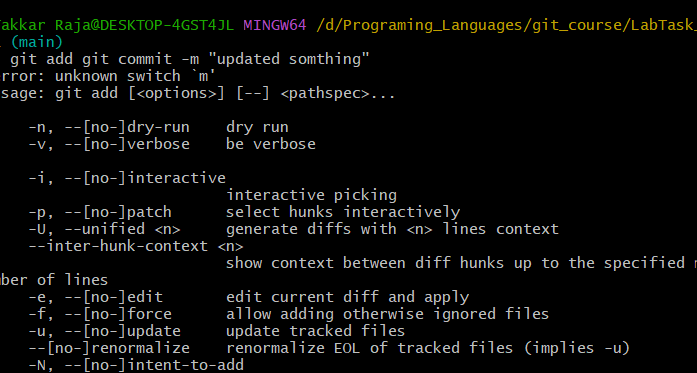 Takkar Raja@DESKTOP-4GST4JL MINGW64 /d/Programing_Languages/git_course/LabTask_
(main)
git add git commit -m "updated somthing"
rror: unknown switch `m'
sage: git add [<options>] [--] <pathspec>...
-n, --[no-]dry-run    dry run
-v, --[no-]verbose    be verbose
-i, --[no-]interactive
interactive picking
-p, --[no-]patch      select hunks interactively
-U, --unified <n>     generate diffs with <n> lines context
--inter-hunk-context <n>
show context between diff hunks up to the specified n
mber of lines
-e, --[no-]edit       edit current diff and apply
-f, --[no-]force      allow adding otherwise ignored files
-u, --[no-]update     update tracked files
--[no-]renormalize    renormalize EOL of tracked files (implies -u)
-N, --[no-]intent-to-add